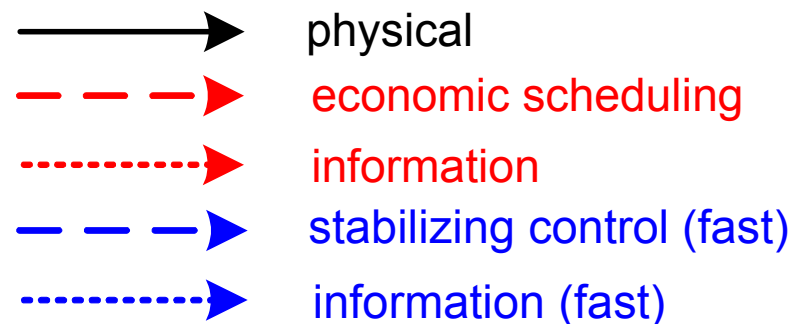 physical
economic scheduling
information
stabilizing control (fast)
information (fast)